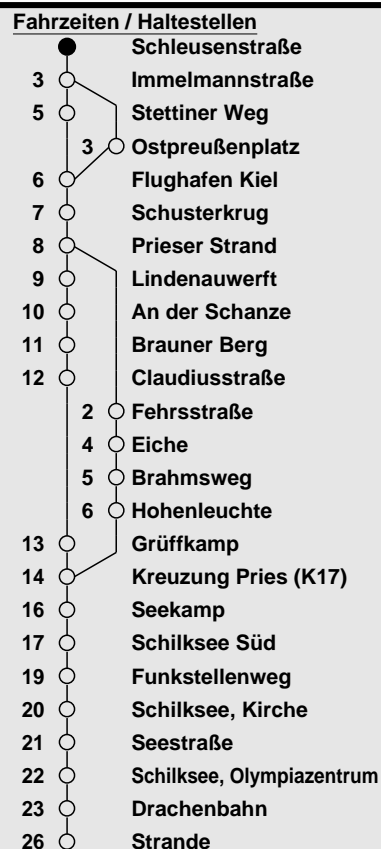 Fahrzeiten / Haltestellen
Schleusenstraße
3 Immelmannstraße
5 Stettiner Weg
3 Ostpreußenplatz
6 Flughafen Kiel
7 Schusterkrug
8 Prieser Strand
9 Lindenauwerft
10 An der Schanze
11 Brauner Berg
12 Claudiusstraße
2 Fehrsstraße
4 Eiche
5 Brahmsweg
6 Hohenleuchte
13 Grüffkamp
14 Kreuzung Pries (K17)
16 Seekamp
17 Schilksee Süd
19 Funkstellenweg
20 Schilksee, Kirche
21 Seestraße
22 Schilksee, Olympiazentrum
23 Drachenbahn
26 Strande